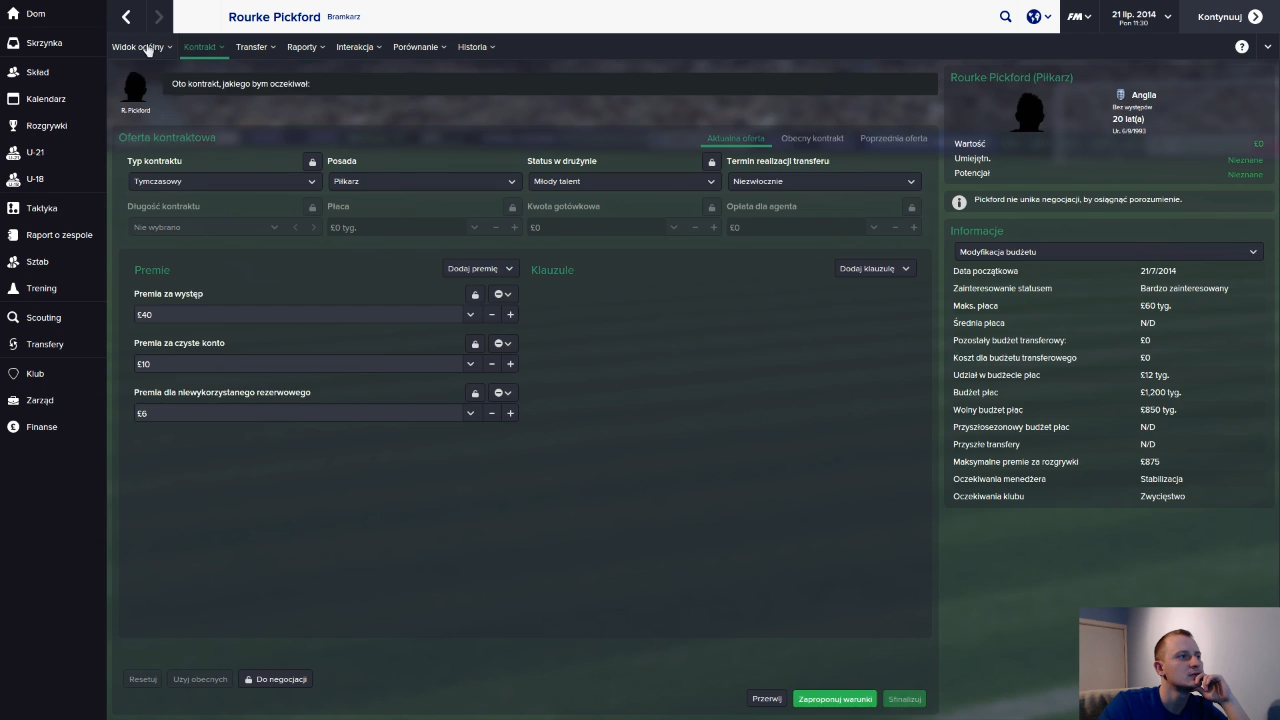 Dom
Skrzynka
Skład
Kalendarz
Rozgrywki
U-21
U-18
Taktyka
Raport o zespole
Sztab
Trening
Scouting
Transfery
Klub
Zarząd
Finanse
Rourke Pickford Bramkarz
FM
21 lip. 2014
Pon 11:30
Kontynuuj
Widok ogólny Kontrakt Transfer Raporty Interakcja Porównanie Historia
?
R. Pickford
Oto kontrakt, jakiego bym oczekiwał:
Oferta kontraktowa
Aktualna oferta Obecny kontrakt Poprzednia oferta
Typ kontraktu Posada Status w drużynie Termin realizacji transferu
Tymczasowy Piłkarz Młody talent Niezwłocznie
Długość kontraktu Płaca Kwota gotówkowa Opłata dla agenta
Nie wybrano £0 tyg. £0 £0
Premie Dodaj premię
Premia za występ
£40
Premia za czyste konto
£10
Premia dla niewykorzystanego rezerwowego
£6
Klauzule Dodaj klauzulę
Resetuj Użyj obecnych Do negocjacji
Przerwij Zaproponuj warunki Sfinalizuj
Rourke Pickford (Piłkarz)
Anglia
Bez występów
20 lat(a)
Ur. 6/9/1993
Wartość £0
Umiejętn. Nieznane
Potencjał Nieznane
Pickford nie unika negocjacji, by osiągnąć porozumienie.
Informacje
Modyfikacja budżetu
Data początkowa 21/7/2014
Zainteresowanie statusem Bardzo zainteresowany
Maks. płaca £60 tyg.
Średnia płaca N/D
Pozostały budżet transferowy: £0
Koszt dla budżetu transferowego £0
Udział w budżecie płac £12 tyg.
Budżet płac £1,200 tyg.
Wolny budżet płac £850 tyg.
Przyszłosezonowy budżet płac N/D
Przyszłe transfery N/D
Maksymalne premie za rozgrywki £875
Oczekiwania menedżera Stabilizacja
Oczekiwania klubu Zwycięstwo